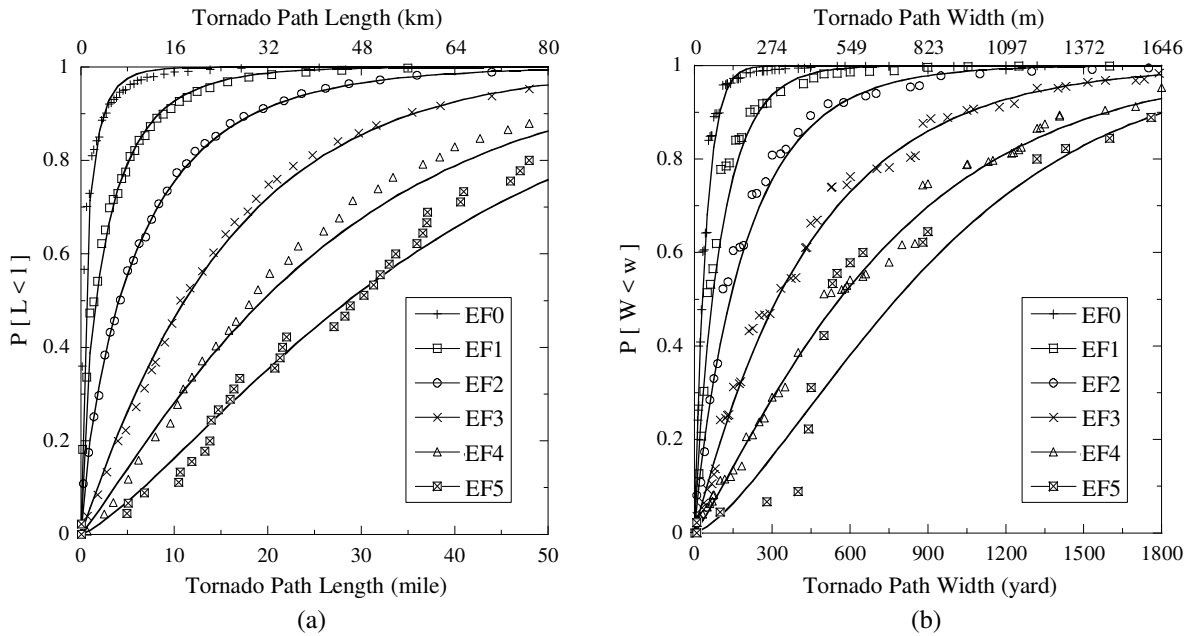 Tornado Path Length (km)
0 16 32 48 64 80
P [ L < l ]
1
0.8
0.6
0.4
0.2
0
EF0
EF1
EF2
EF3
EF4
EF5
0 10 20 30 40 50
Tornado Path Length (mile)
(a)
Tornado Path Width (m)
0 274 549 823 1097 1372 1646
P [ W < w ]
1
0.8
0.6
0.4
0.2
0
EF0
EF1
EF2
EF3
EF4
EF5
0 300 600 900 1200 1500 1800
Tornado Path Width (yard)
(b)